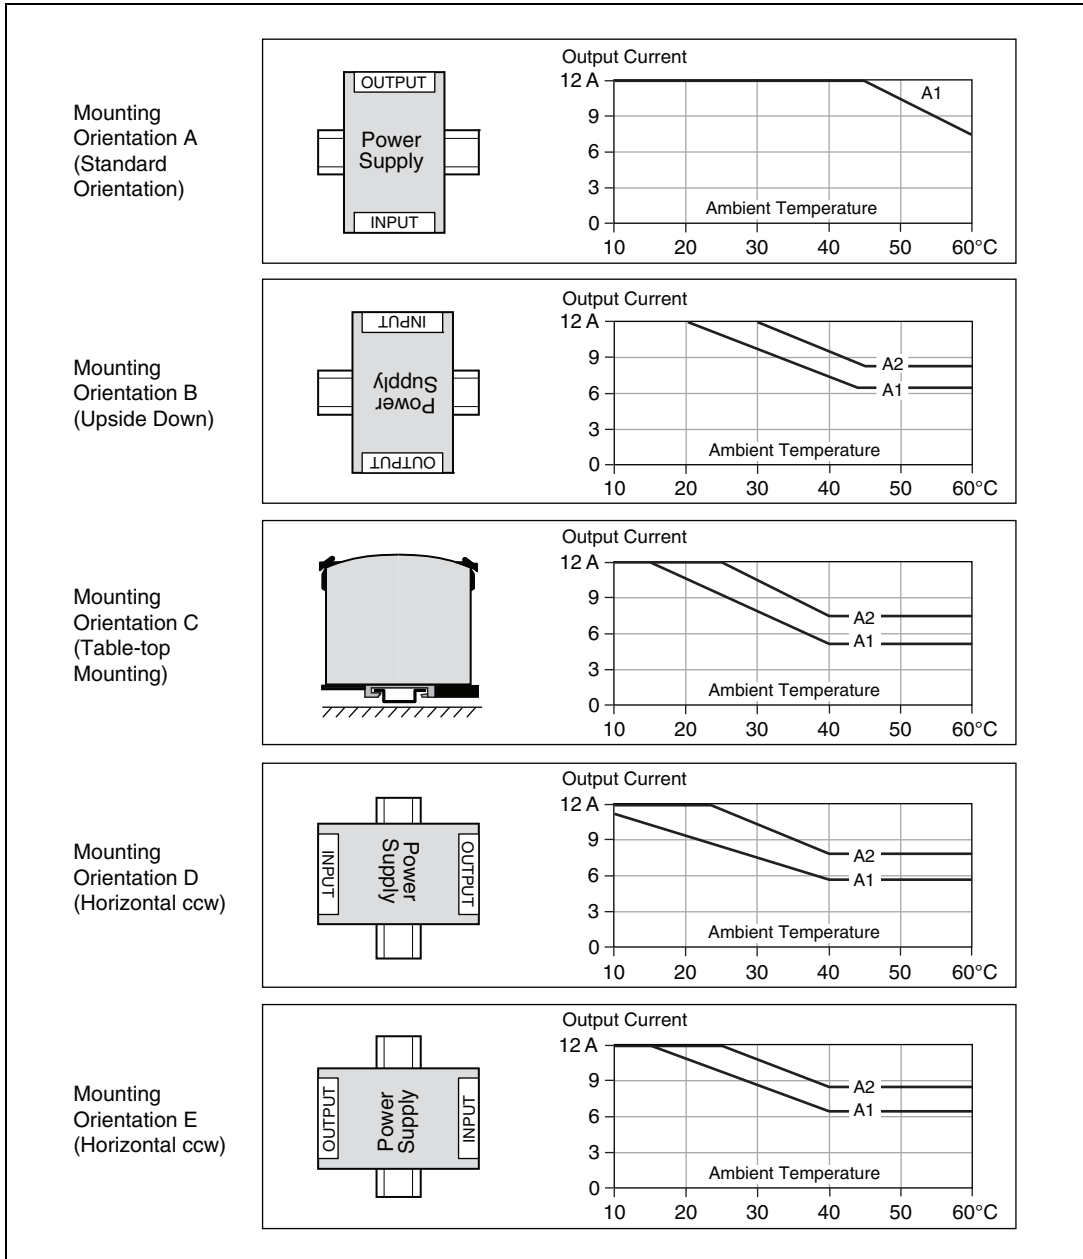 Mounting
Orientation A
(Standard
Orientation)
OUTPUT
Power
Supply
INPUT
Output Current
12 A
9
6
3
0
A1
Ambient Temperature
10 20 30 40 50 60°C
Mounting
Orientation B
(Upside Down)
INPUT
Power
Supply
OUTPUT
Output Current
12 A
9
6
3
0
A2
A1
Ambient Temperature
10 20 30 40 50 60°C
Mounting
Orientation C
(Table-top
Mounting)
Output Current
12 A
9
6
3
0
A2
A1
Ambient Temperature
10 20 30 40 50 60°C
Mounting
Orientation D
(Horizontal ccw)
INPUT
Power
Supply
OUTPUT
Output Current
12 A
9
6
3
0
A2
A1
Ambient Temperature
10 20 30 40 50 60°C
Mounting
Orientation E
(Horizontal ccw)
OUTPUT
Power
Supply
INPUT
Output Current
12 A
9
6
3
0
A2
A1
Ambient Temperature
10 20 30 40 50 60°C